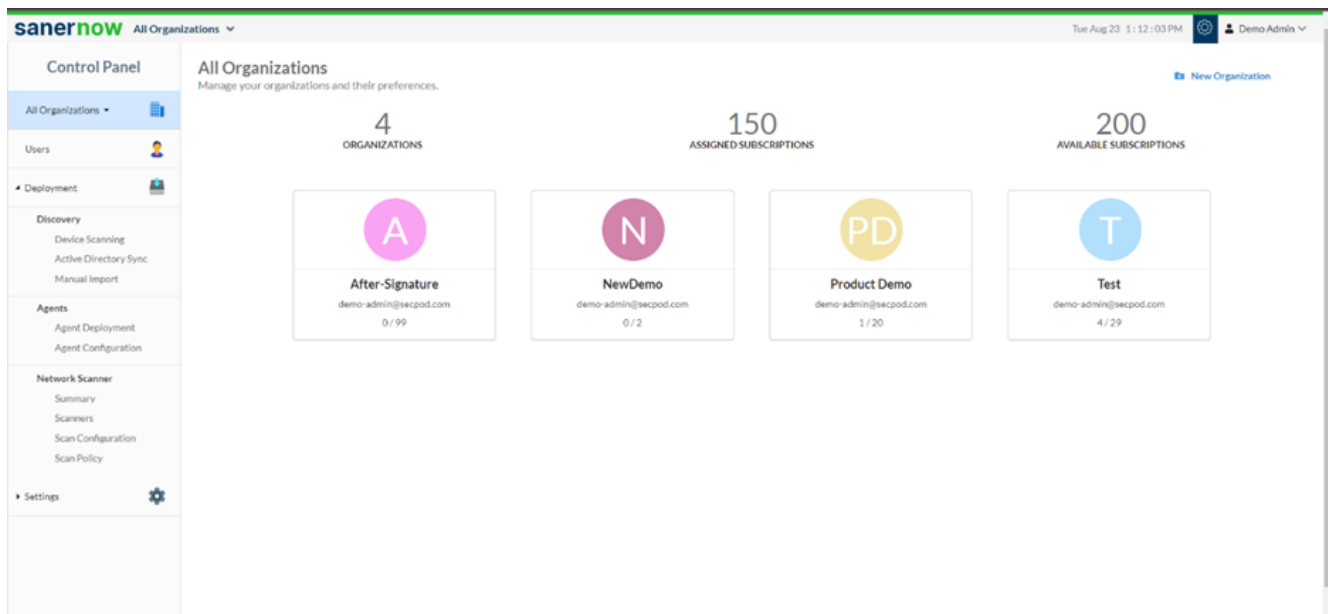 sanernow All Organizations
Tue Aug 23 1:12:03 PM
Demo Admin
Control Panel
All Organizations
Users
Deployment
Discovery
Device Scanning
Active Directory Sync
Manual Import
Agents
Agent Deployment
Agent Configuration
Network Scanner
Summary
Scanners
Scan Configuration
Scan Policy
Settings
All Organizations
Manage your organizations and their preferences.
New Organization
4
ORGANIZATIONS
150
ASSIGNED SUBSCRIPTIONS
200
AVAILABLE SUBSCRIPTIONS
A
After-Signature
demo-admin@secpod.com
0/99
N
NewDemo
demo-admin@secpod.com
0/2
PD
Product Demo
demo-admin@secpod.com
1/20
T
Test
demo-admin@secpod.com
4/29